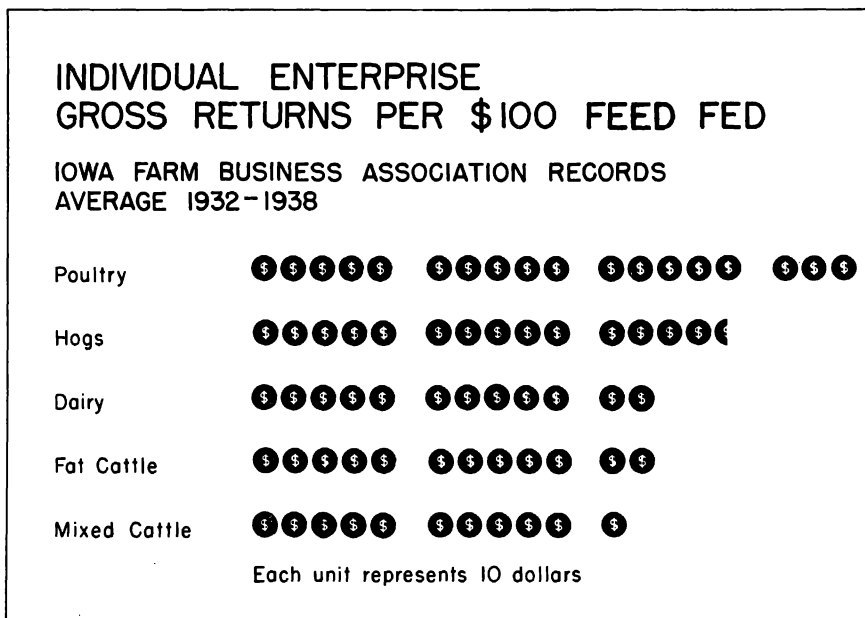 INDIVIDUAL ENTERPRISE
GROSS RETURNS PER $100 FEED FED
IOWA FARM BUSINESS ASSOCIATION RECORDS
AVERAGE 1932-1938
Poultry $ $ $ $ $ $ $ $ $ $ $ $ $ $ $ $ $ $
Hogs $ $ $ $ $ $ $ $ $ $ $ $ $ $ $
Dairy $ $ $ $ $ $ $ $ $ $ $ $
Fat Cattle $ $ $ $ $ $ $ $ $ $ $ $
Mixed Cattle $ $ $ $ $ $ $ $ $ $ $
Each unit represents 10 dollars